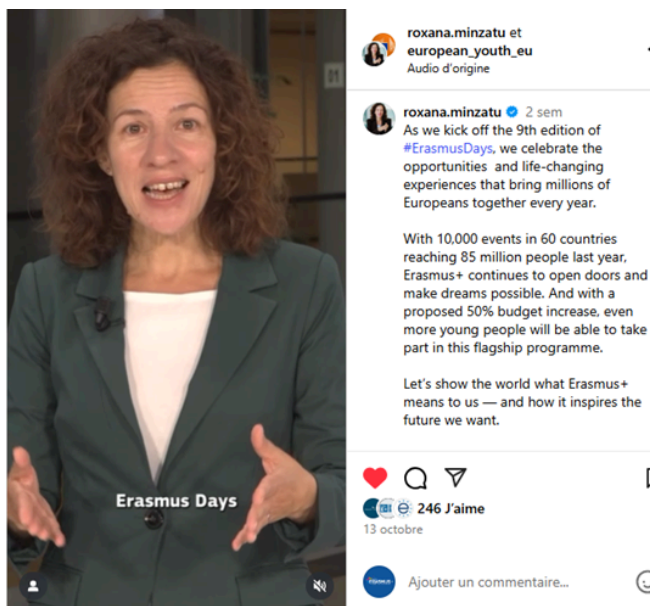 Erasmus Days
roxana.minzatu et
european_youth_eu
Audio d'origine
roxana.minzatu 2 sem
As we kick off the 9th edition of
#ErasmusDays, we celebrate the
opportunities and life-changing
experiences that bring millions of
Europeans together every year.
With 10,000 events in 60 countries
reaching 85 million people last year,
Erasmus+ continues to open doors and
make dreams possible. And with a
proposed 50% budget increase, even
more young people will be able to take
part in this flagship programme.
Let's show the world what Erasmus+
means to us — and how it inspires the
future we want.
246 J'aime
13 octobre
Ajouter un commentaire...